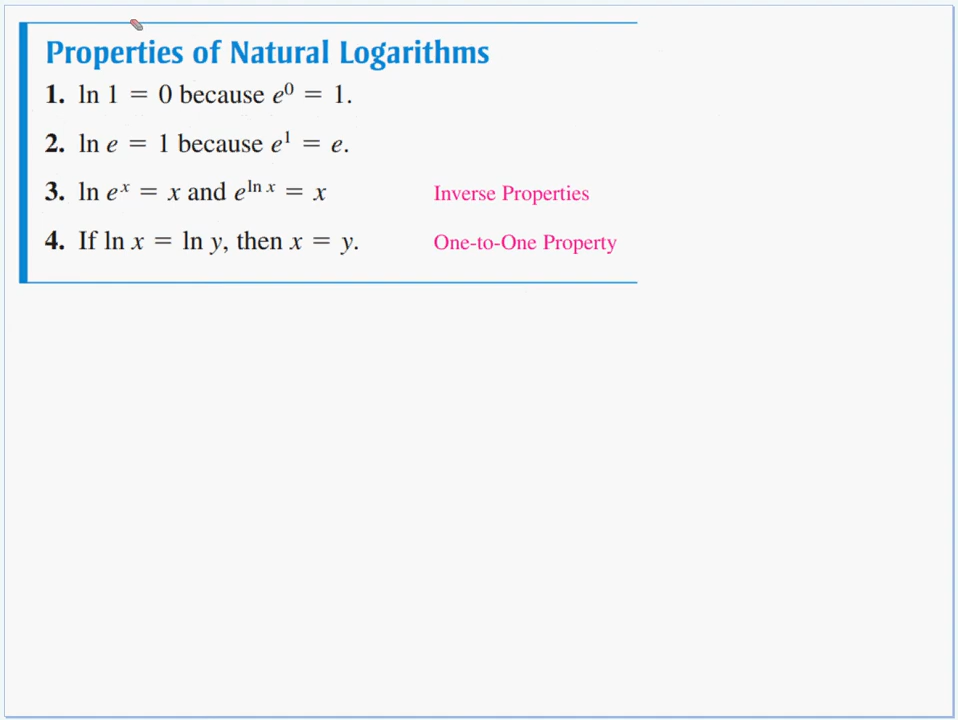 Properties of Natural Logarithms
1. ln 1 = 0 because e⁰ = 1.
2. ln e = 1 because e¹ = e.
3. ln eˣ = x and e^(ln x) = x Inverse Properties
4. If ln x = ln y, then x = y. One-to-One Property